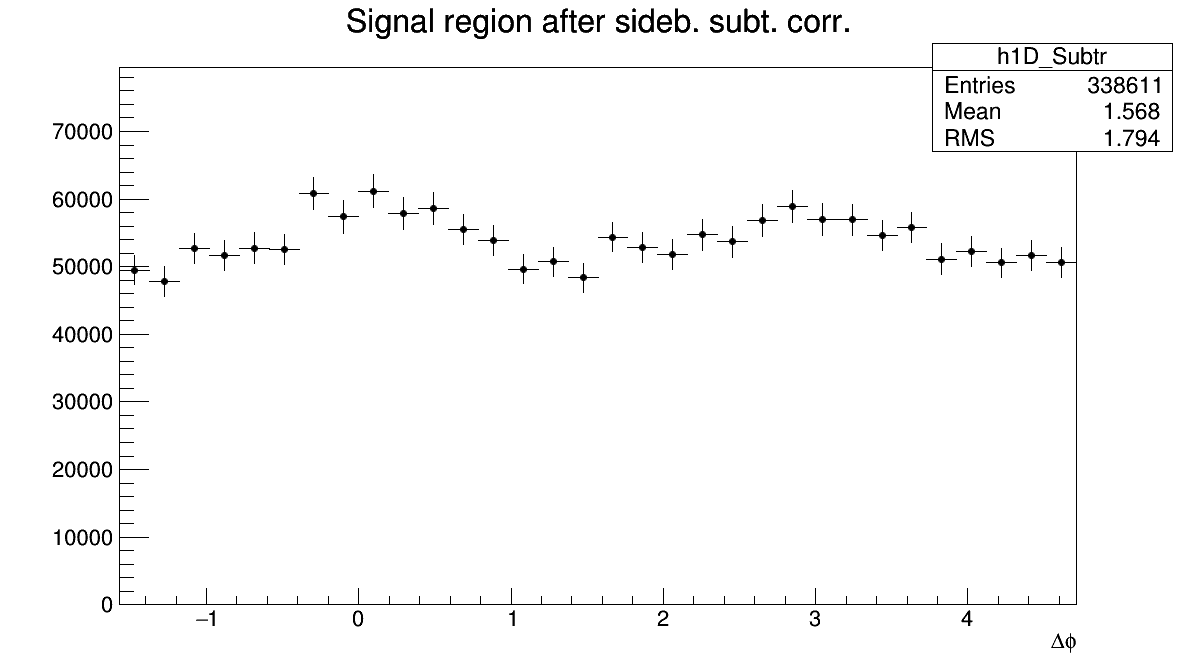 Signal region after sideb. subt. corr.
h1D_Subtr
Entries 338611
Mean 1.568
RMS 1.794
70000
60000
50000
40000
30000
20000
10000
0
−1 0 1 2 3 4
Δϕ